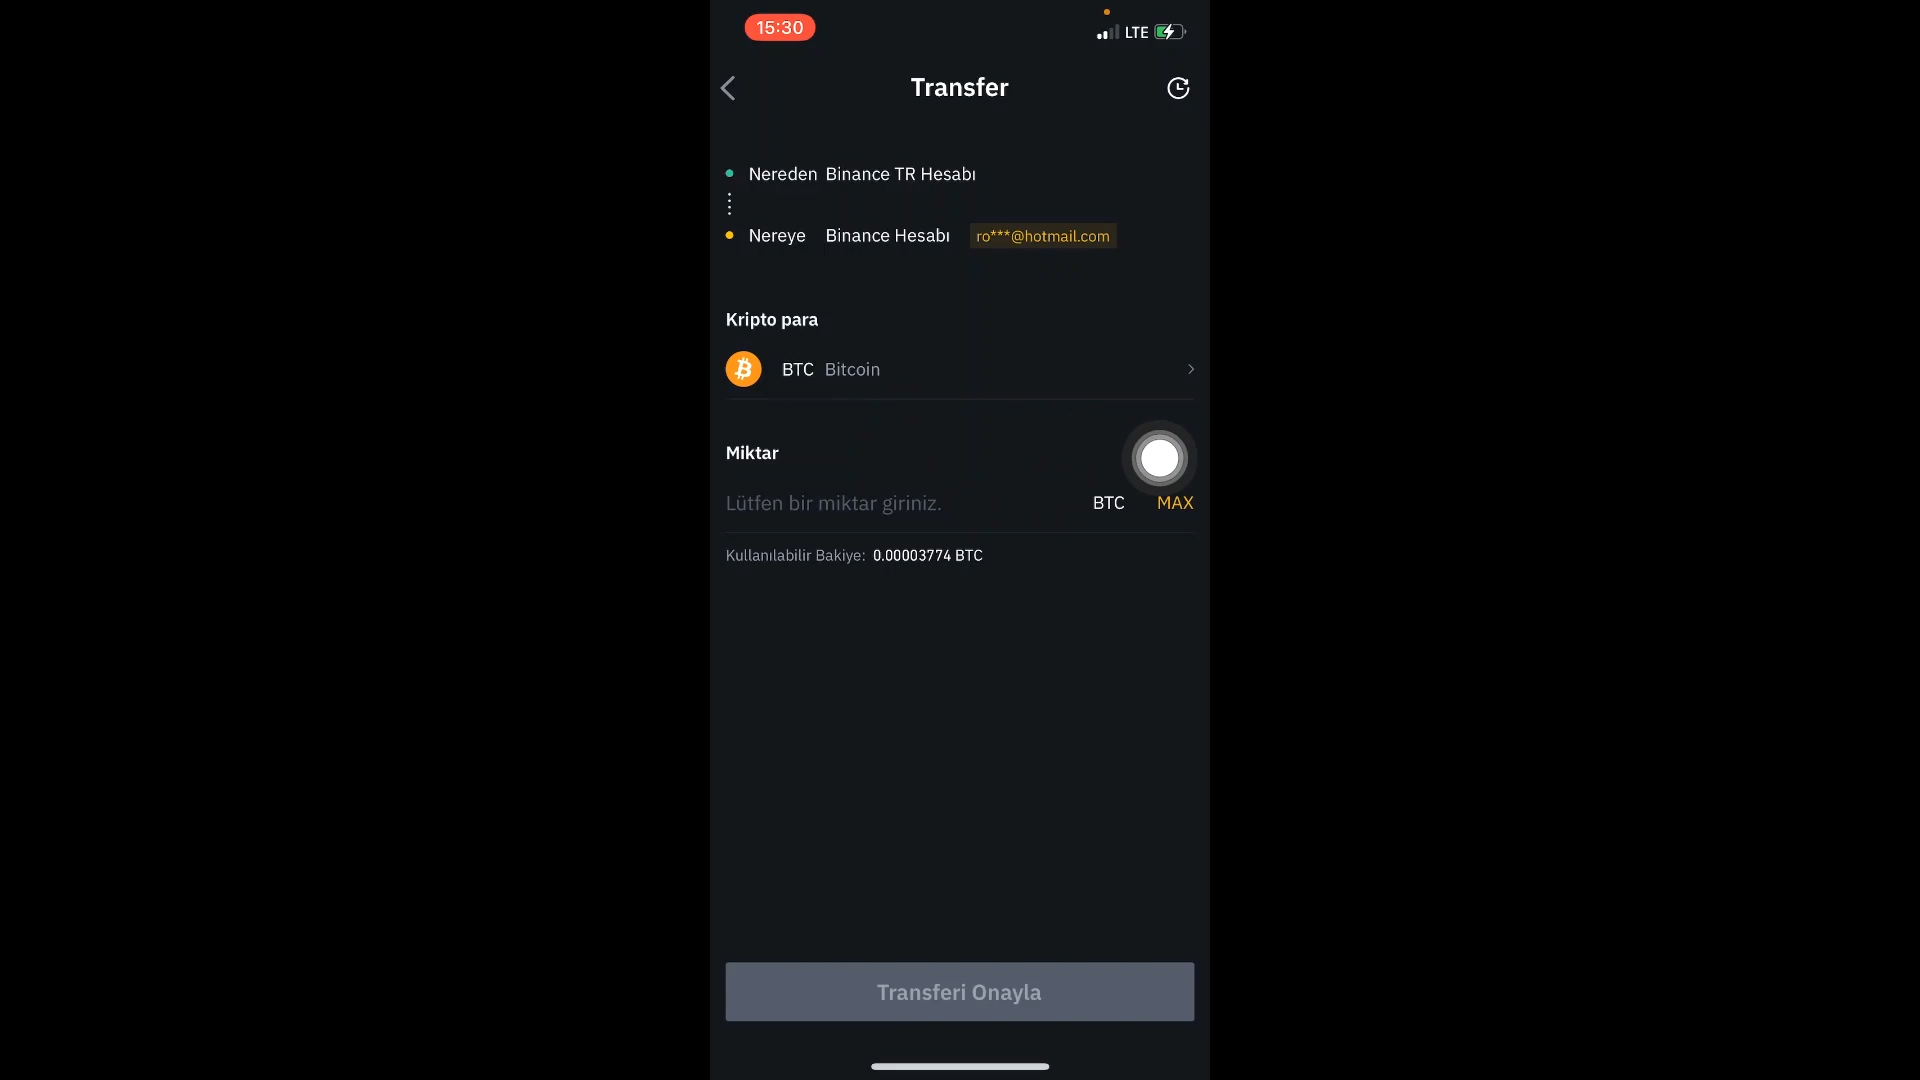 15:30 LTE
Transfer
Nereden Binance TR Hesabı
Nereye Binance Hesabı ro***@hotmail.com
Kripto para
BTC Bitcoin
Miktar
Lütfen bir miktar giriniz. BTC MAX
Kullanılabilir Bakiye: 0.00003774 BTC
Transferi Onayla